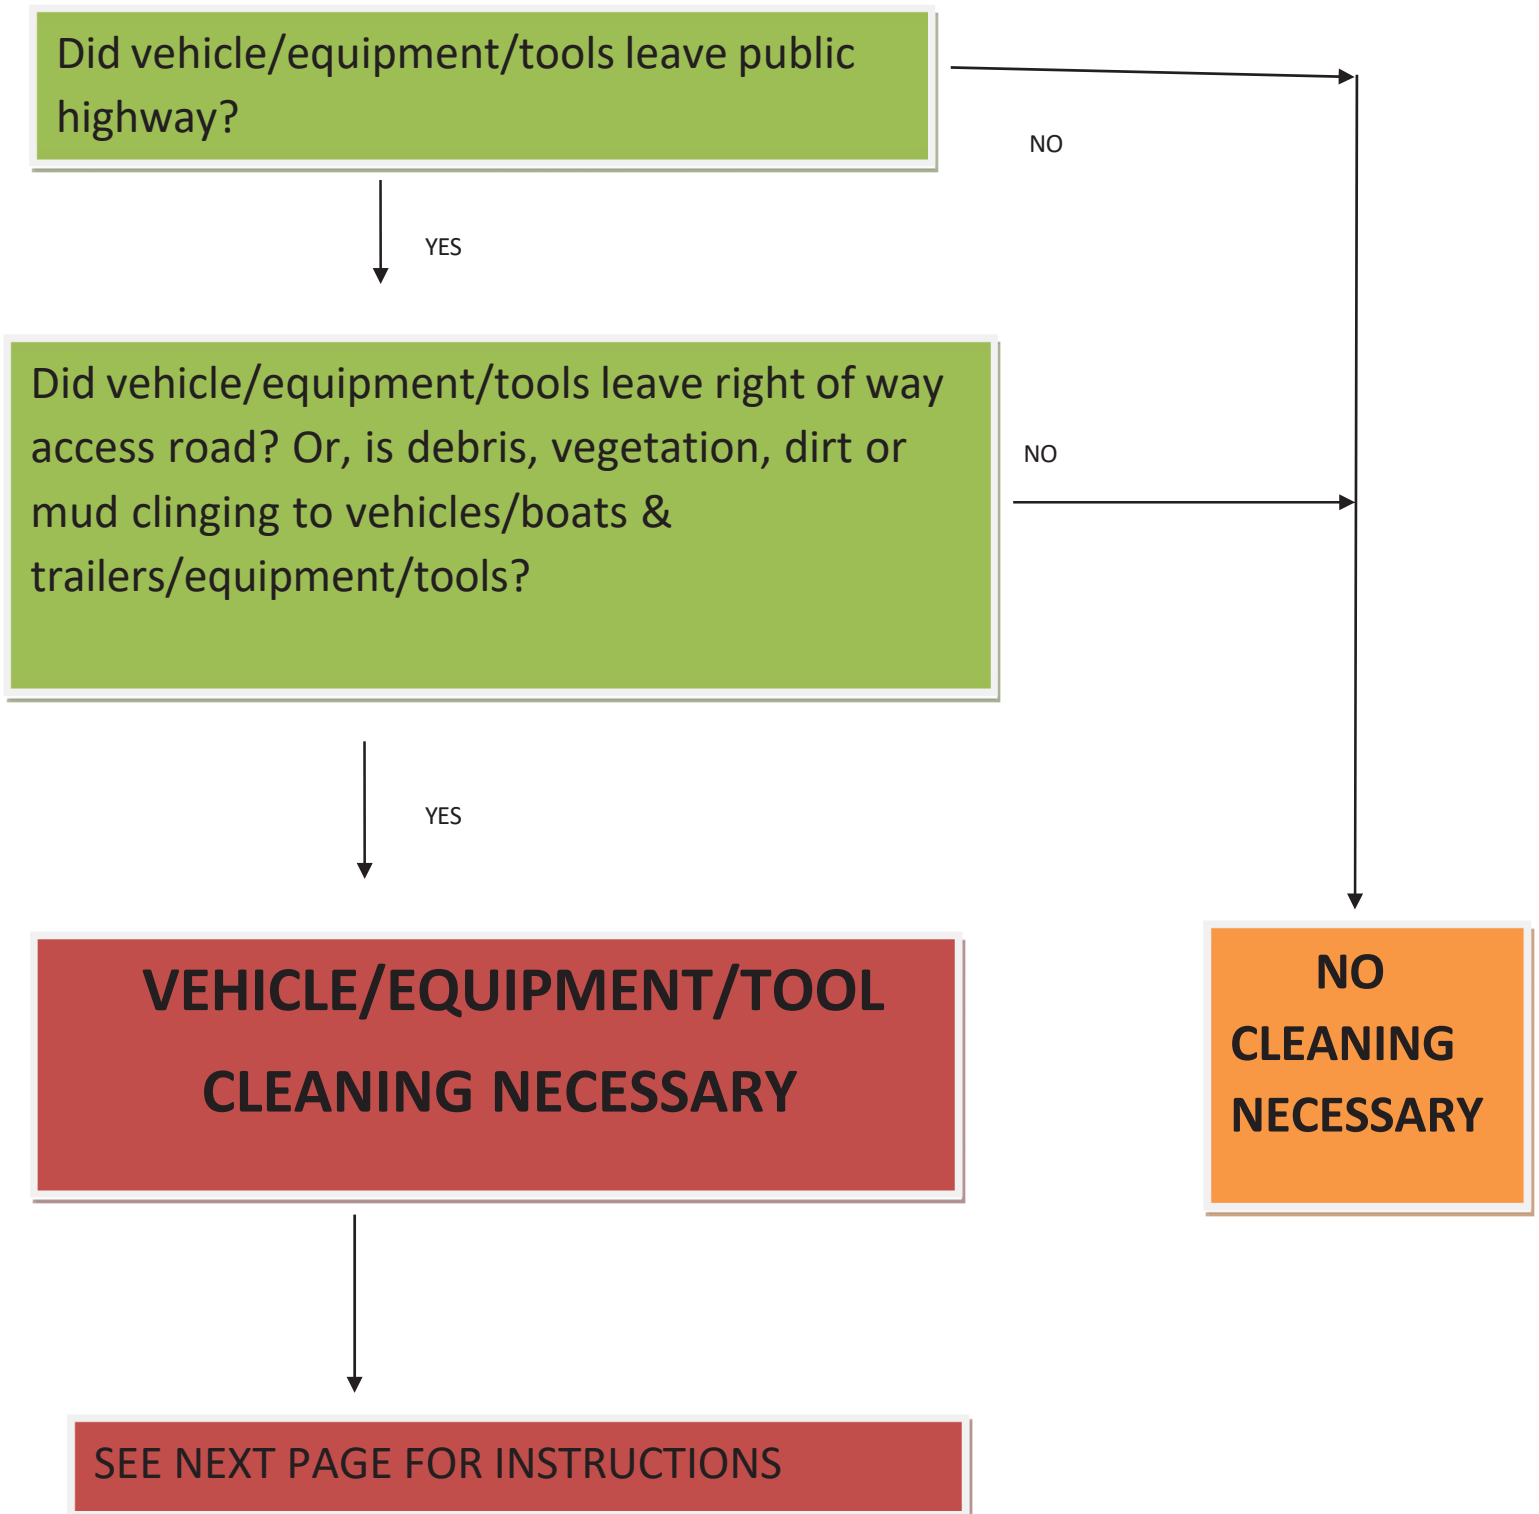 Did vehicle/equipment/tools leave public
highway?
NO
YES
Did vehicle/equipment/tools leave right of way
access road? Or, is debris, vegetation, dirt or
mud clinging to vehicles/boats &
trailers/equipment/tools?
NO
YES
VEHICLE/EQUIPMENT/TOOL
CLEANING NECESSARY
NO
CLEANING
NECESSARY
SEE NEXT PAGE FOR INSTRUCTIONS